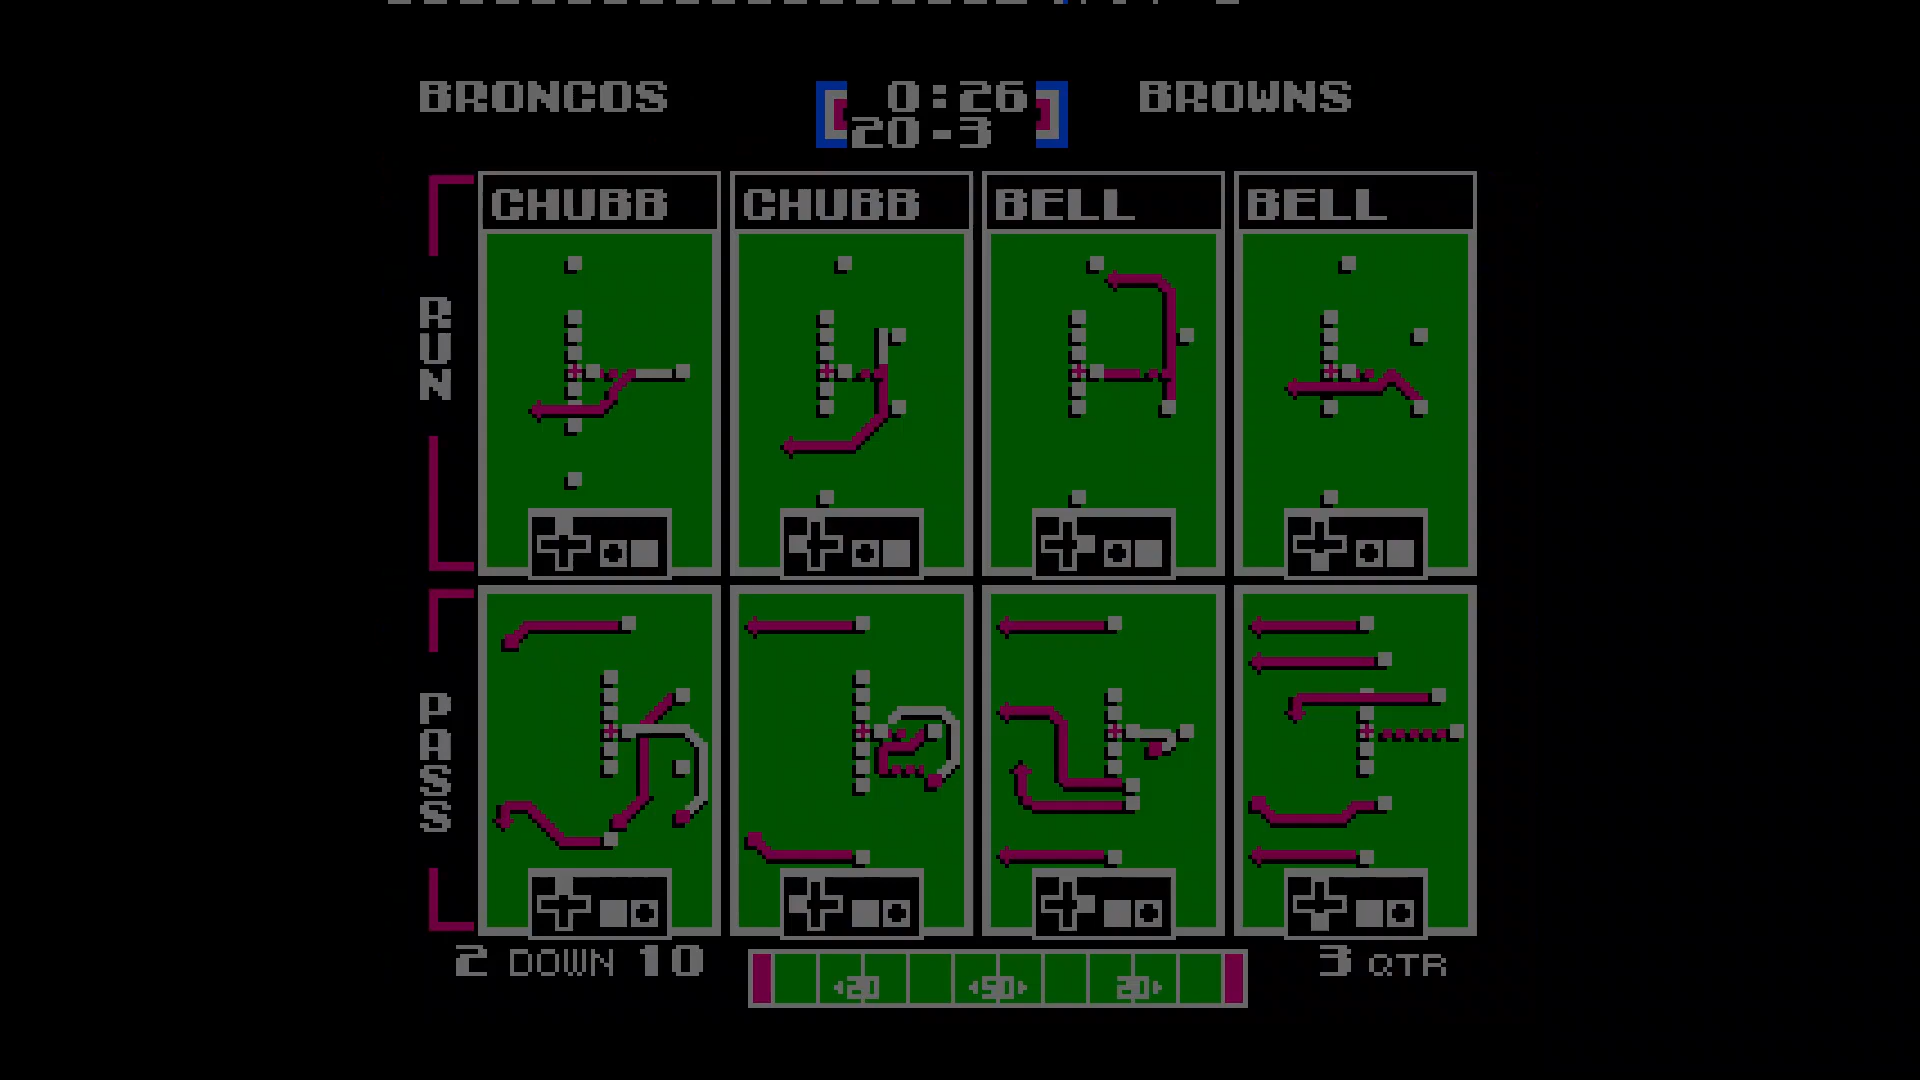 BRONCOS 0:26 BROWNS
20-3
CHUBB CHUBB BELL BELL
RUN
PASS
2 DOWN 10 3 QTR
20 50 20